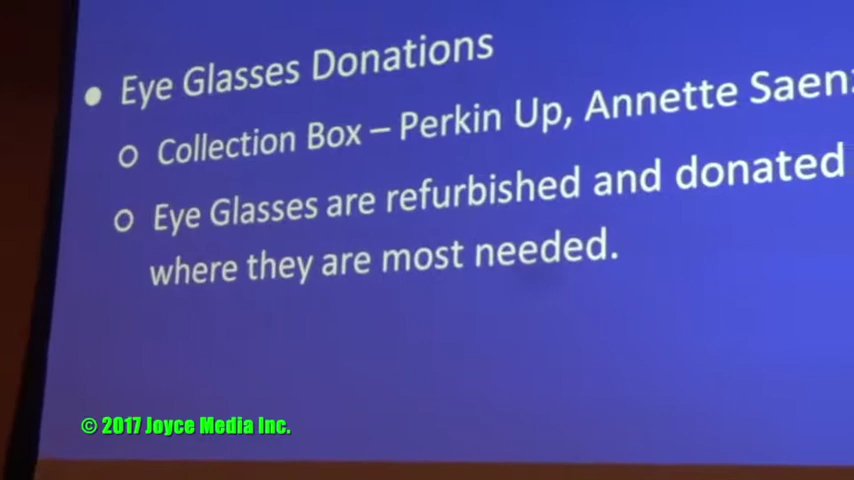 ● Eye Glasses Donations
○ Collection Box – Perkin Up, Annette
○ Eye Glasses are refurbished and donated
where they are most needed.
© 2017 Joyce Media Inc.